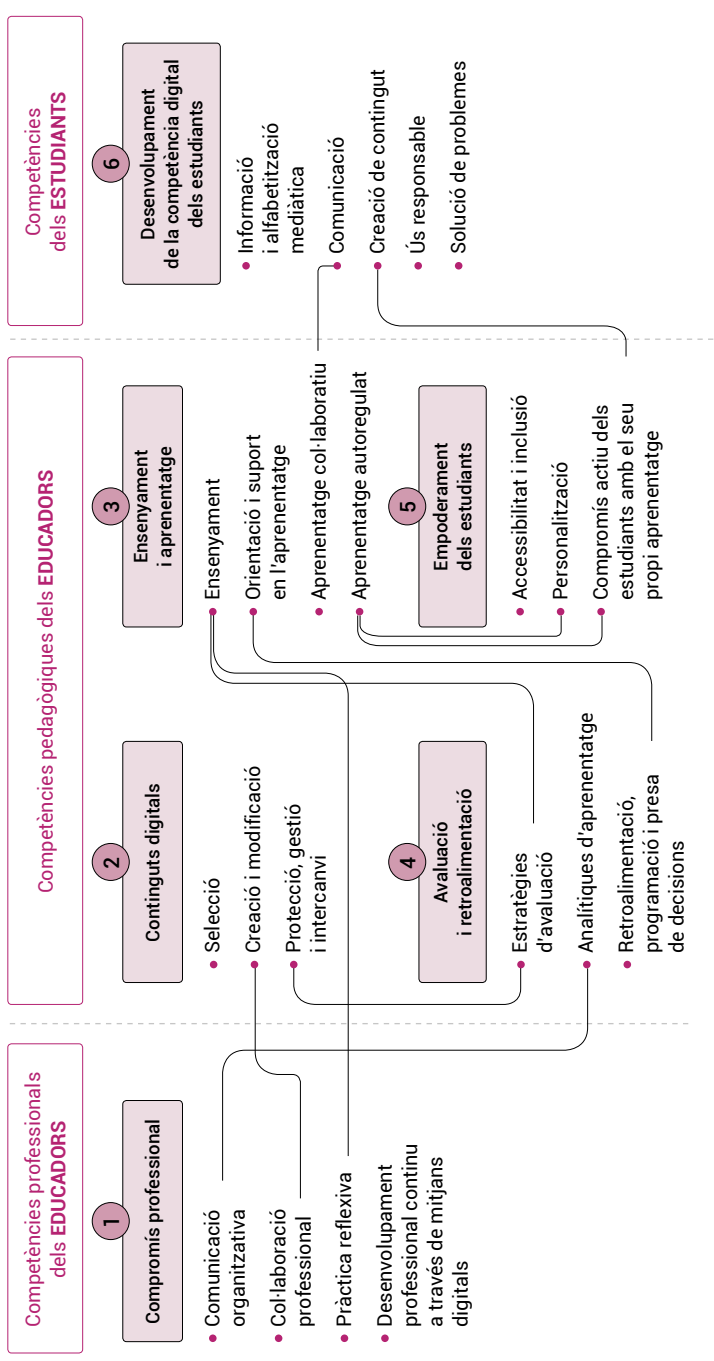 Competències professionals
dels EDUCADORS
1
Compromís professional
Comunicació
organitzativa
Col·laboració
professional
Pràctica reflexiva
Desenvolupament
professional continu
a través de mitjans
digitals
Competències pedagògiques dels EDUCADORS
2
Continguts digitals
Selecció
Creació i modificació
Protecció, gestió
i intercanvi
3
Ensenyament
i aprenentatge
Ensenyament
Orientació i suport
en l'aprenentatge
Aprenentatge col·laboratiu
Aprenentatge autoregulat
4
Avaluació
i retroalimentació
Estratègies
d'avaluació
Analítiques d'aprenentatge
Retroalimentació,
programació i presa
de decisions
5
Empoderament
dels estudiants
Accessibilitat i inclusió
Personalització
Compromís actiu dels
estudiants amb el seu
propi aprenentatge
Competències
dels ESTUDIANTS
6
Desenvolupament
de la competència digital
dels estudiants
Informació
i alfabetització
mediàtica
Comunicació
Creació de contingut
Ús responsable
Solució de problemes